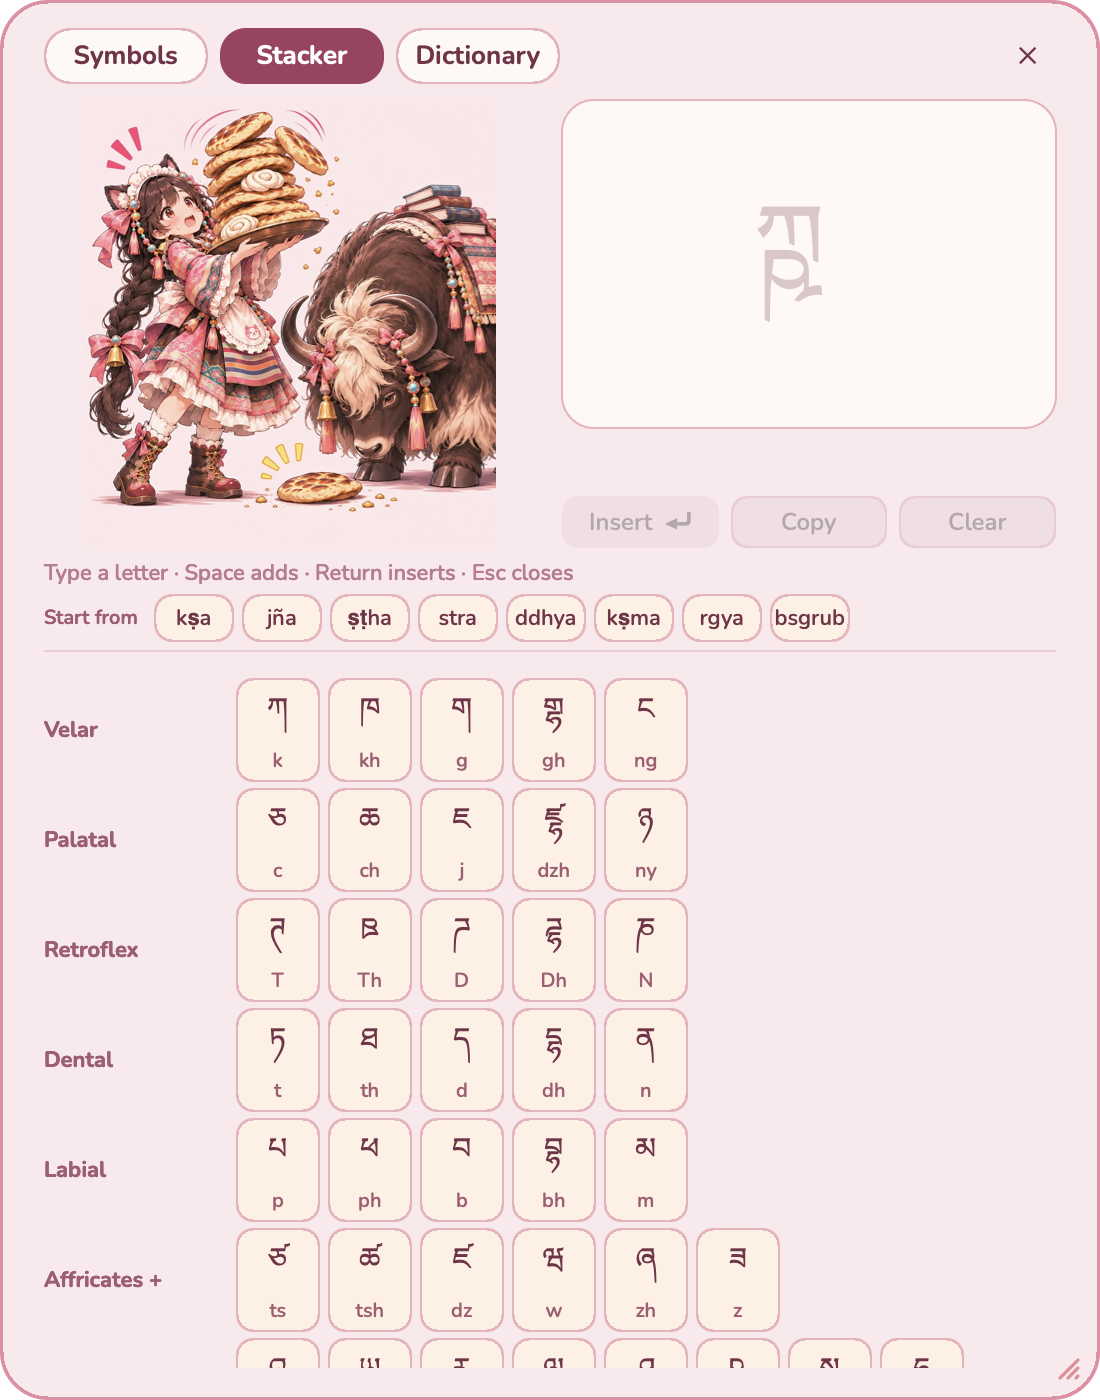 Symbols Stacker Dictionary
ཀྵ
Insert Copy Clear
Type a letter · Space adds · Return inserts · Esc closes
Start from kṣa jña ṣṭha stra ddhya kṣma rgya bsgrub
Velar ཀ ཁ ག གྷ ང
k kh g gh ng
Palatal ཅ ཆ ཇ ཛྷ ཉ
c ch j dzh ny
Retroflex ཊ ཋ ཌ ཌྷ ཎ
T Th D Dh N
Dental ཏ ཐ ད དྷ ན
t th d dh n
Labial པ ཕ བ བྷ མ
p ph b bh m
Affricates + ཙ ཚ ཛ ཝ ཞ ཟ
ts tsh dz w zh z